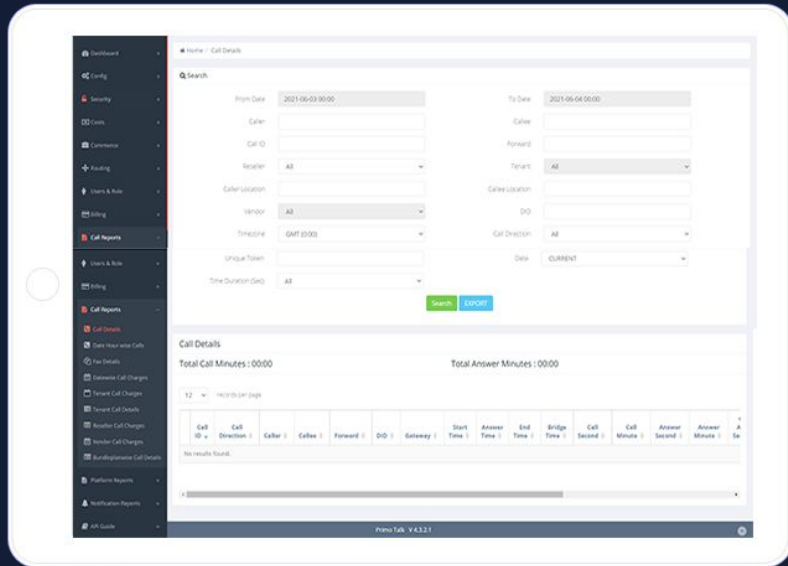 Dashboard
Config
Security
Costs
Commerce
Routing
Users & Role
Billing
Call Reports
Users & Role
Billing
Call Reports
Call Details
Date Hour wise Calls
Fax Details
Datewise Call Charges
Tenant Call Charges
Tenant Call Details
Reseller Call Charges
Vendor Call Charges
Bundleplanwise Call Details
Platform Reports
Notification Reports
API Guide
Home / Call Details
Search
From Date 2021-06-03 00:00 To Date 2021-06-04 00:00
Caller Callee
Call ID Forward
Reseller All Tenant All
Caller Location Callee Location
Vendor All DID
Timezone GMT (0:00) Call Direction All
Unique Token Data CURRENT
Time Duration (Sec) All
Search EXPORT
Call Details
Total Call Minutes : 00:00 Total Answer Minutes : 00:00
12 records per page
Call Call Start Answer End Bridge Call Call Answer Answer
ID Direction Caller Callee Forward DID Gateway Time Time Time Time Second Minute Second Minute
No results found.
Primo Talk V 4.3.2.1